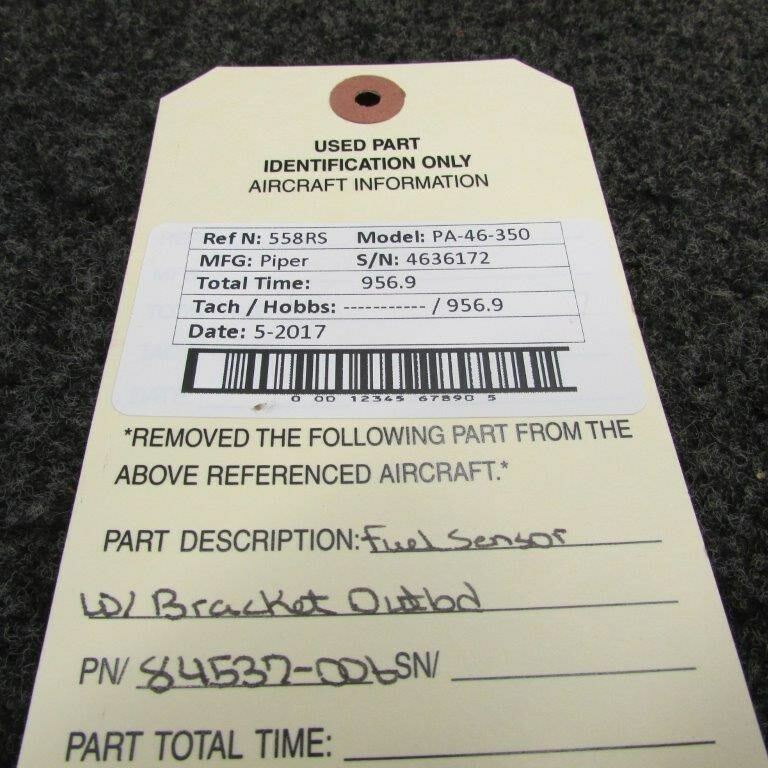 USED PART
IDENTIFICATION ONLY
AIRCRAFT INFORMATION
Ref N: 558RS Model: PA-46-350
MFG: Piper S/N: 4636172
Total Time: 956.9
Tach / Hobbs: ----------- / 956.9
Date: 5-2017
0 00 12345 67890 5
*REMOVED THE FOLLOWING PART FROM THE
ABOVE REFERENCED AIRCRAFT.*
PART DESCRIPTION: Fuel Sensor
W/ Bracket Outbd
PN/ 84537-006 SN/
PART TOTAL TIME: